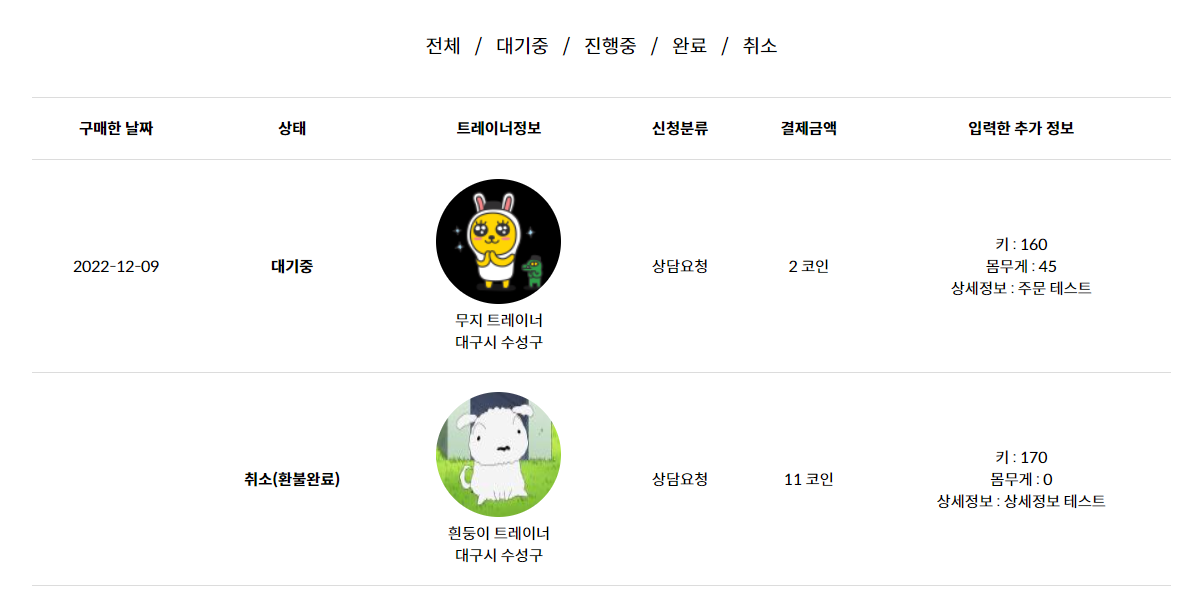 전체 / 대기중 / 진행중 / 완료 / 취소
구매한 날짜 상태 트레이너정보 신청분류 결제금액 입력한 추가 정보
2022-12-09 대기중 상담요청 2 코인
키 : 160
몸무게 : 45
상세정보 : 주문 테스트
무지 트레이너
대구시 수성구
취소(환불완료) 상담요청 11 코인
키 : 170
몸무게 : 0
상세정보 : 상세정보 테스트
흰둥이 트레이너
대구시 수성구